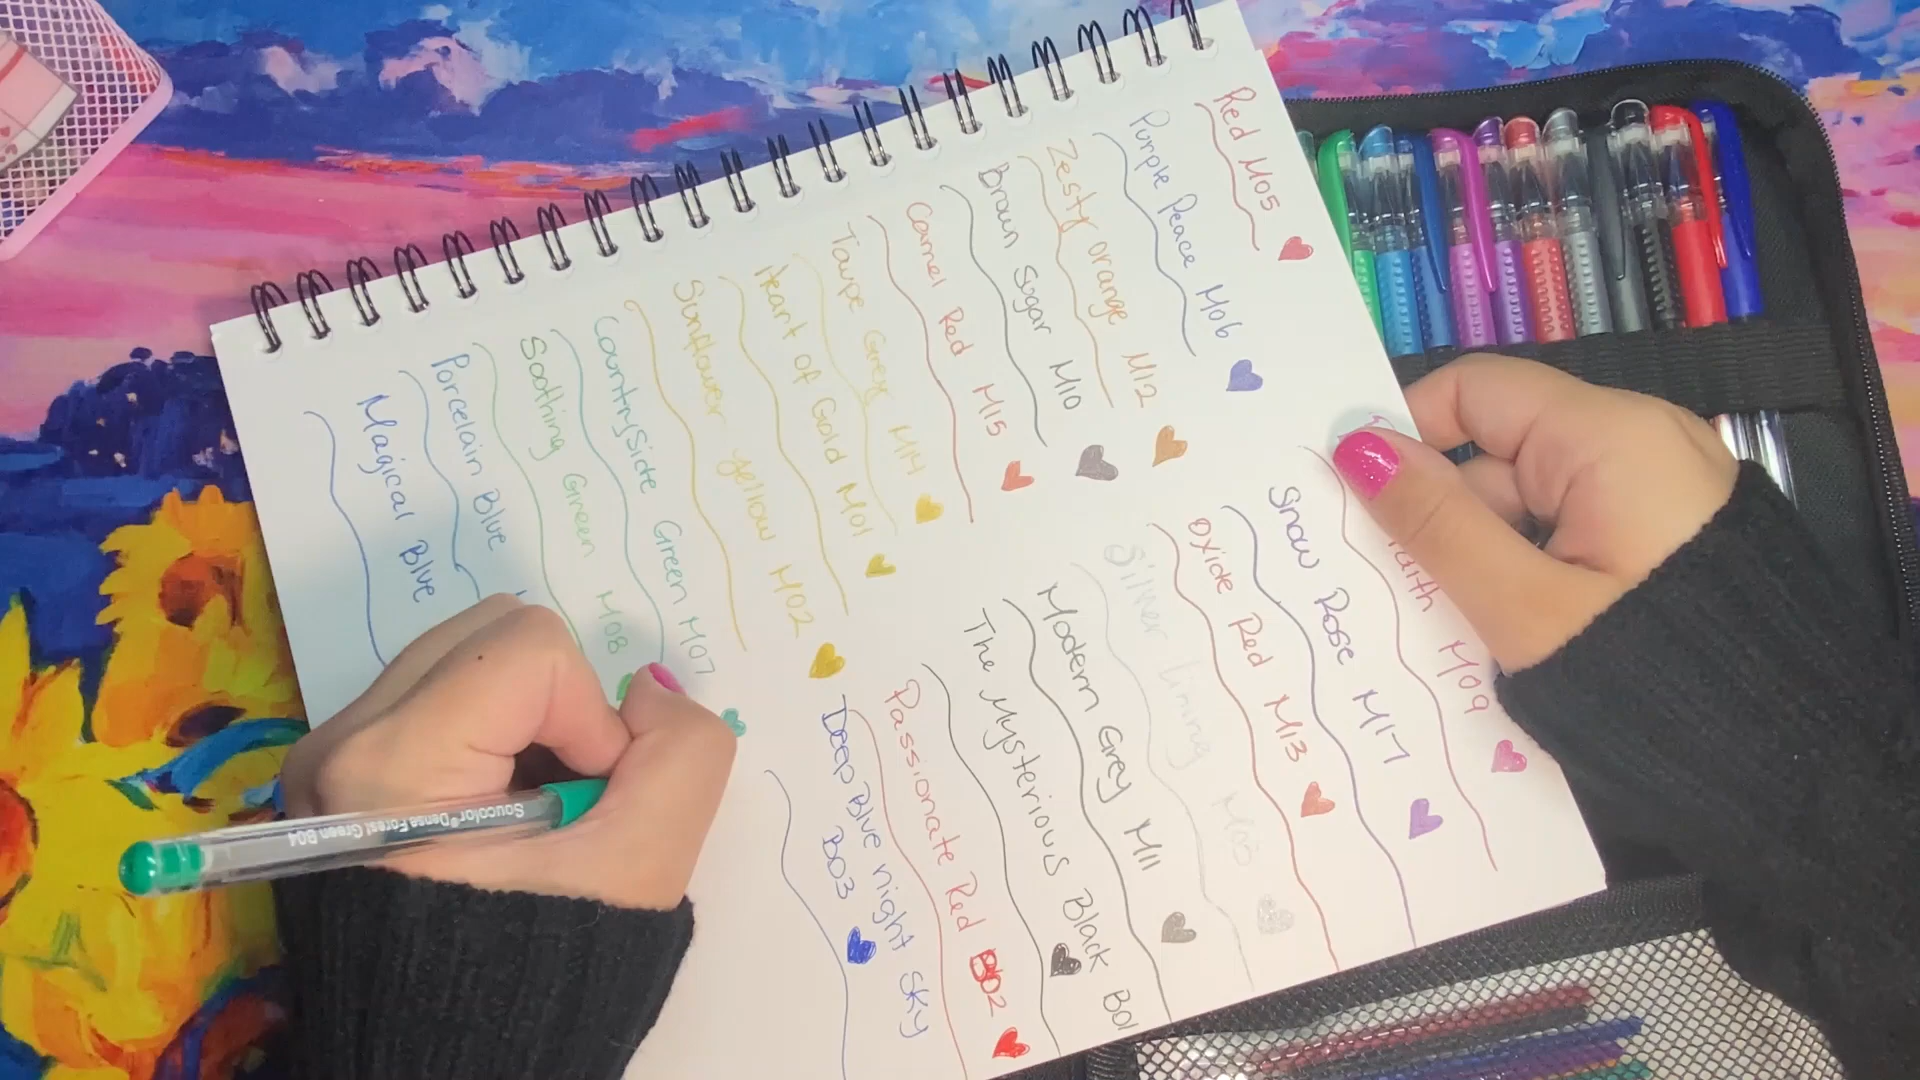 Red M05
Purple Peace M06
Zesty orange M12
Brown Sugar M10
Camel Red M15
Taupe Grey M14
Heart of Gold M01
Sunflower yellow M02
Countryside Green M07
Soothing Green M08
Porcelain Blue
Magical Blue
M09
Snow Rose M17
Oxide Red M13
Silver lining M03
Modern Grey M11
The Mysterious Black B01
Passionate Red B02
Deep Blue night Sky
B03
Soucolor® Dense Forest Green B04